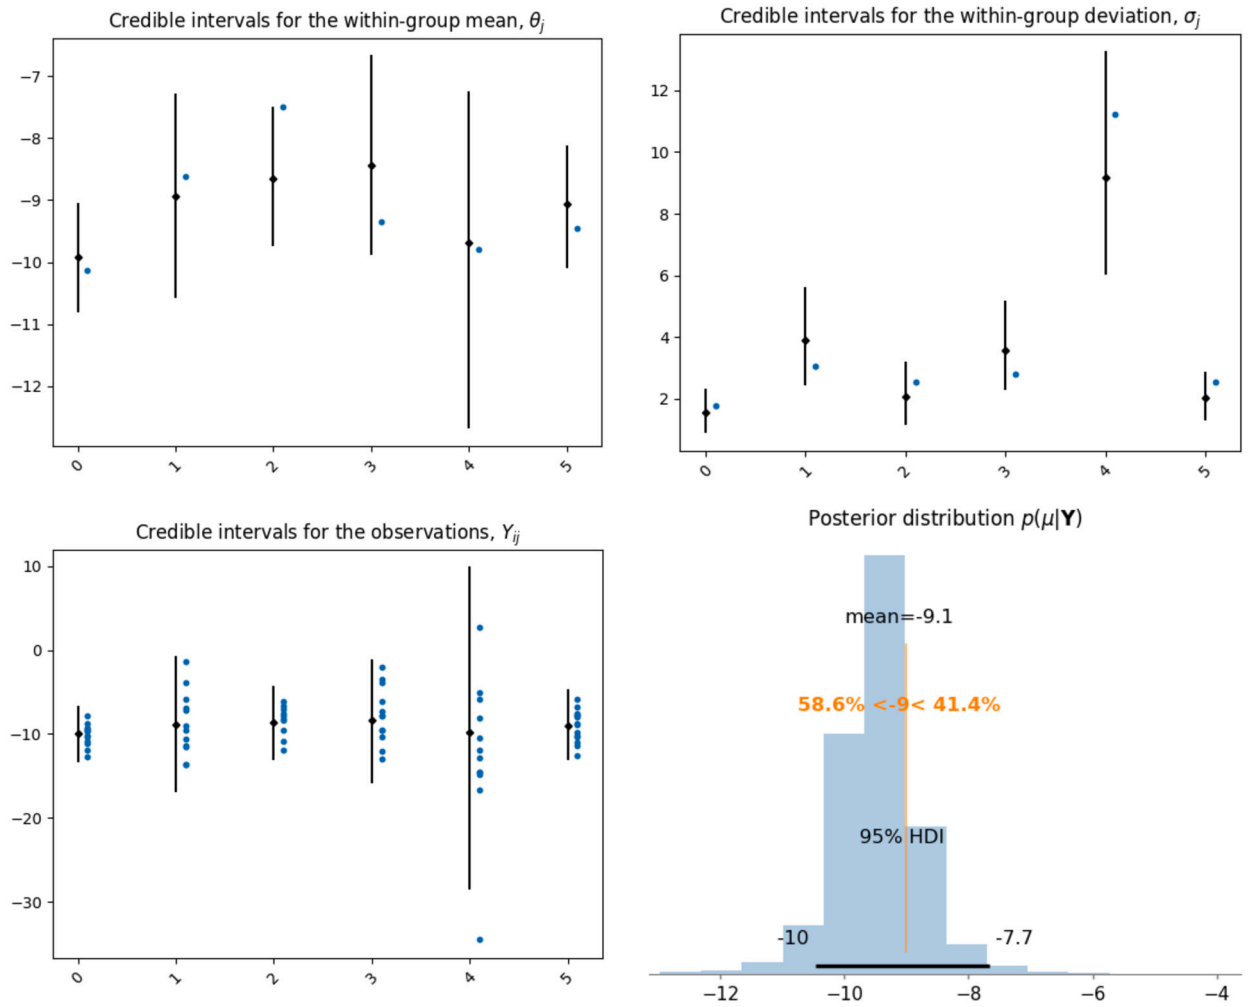 Credible intervals for the within-group mean, θj
−7
−8
−9
−10
−11
−12
0 1 2 3 4 5
Credible intervals for the within-group deviation, σj
12
10
8
6
4
2
0 1 2 3 4 5
Credible intervals for the observations, Yij
10
0
−10
−20
−30
0 1 2 3 4 5
Posterior distribution p(μ|Y)
mean=-9.1
58.6% <-9< 41.4%
95% HDI
-10 -7.7
−12 −10 −8 −6 −4